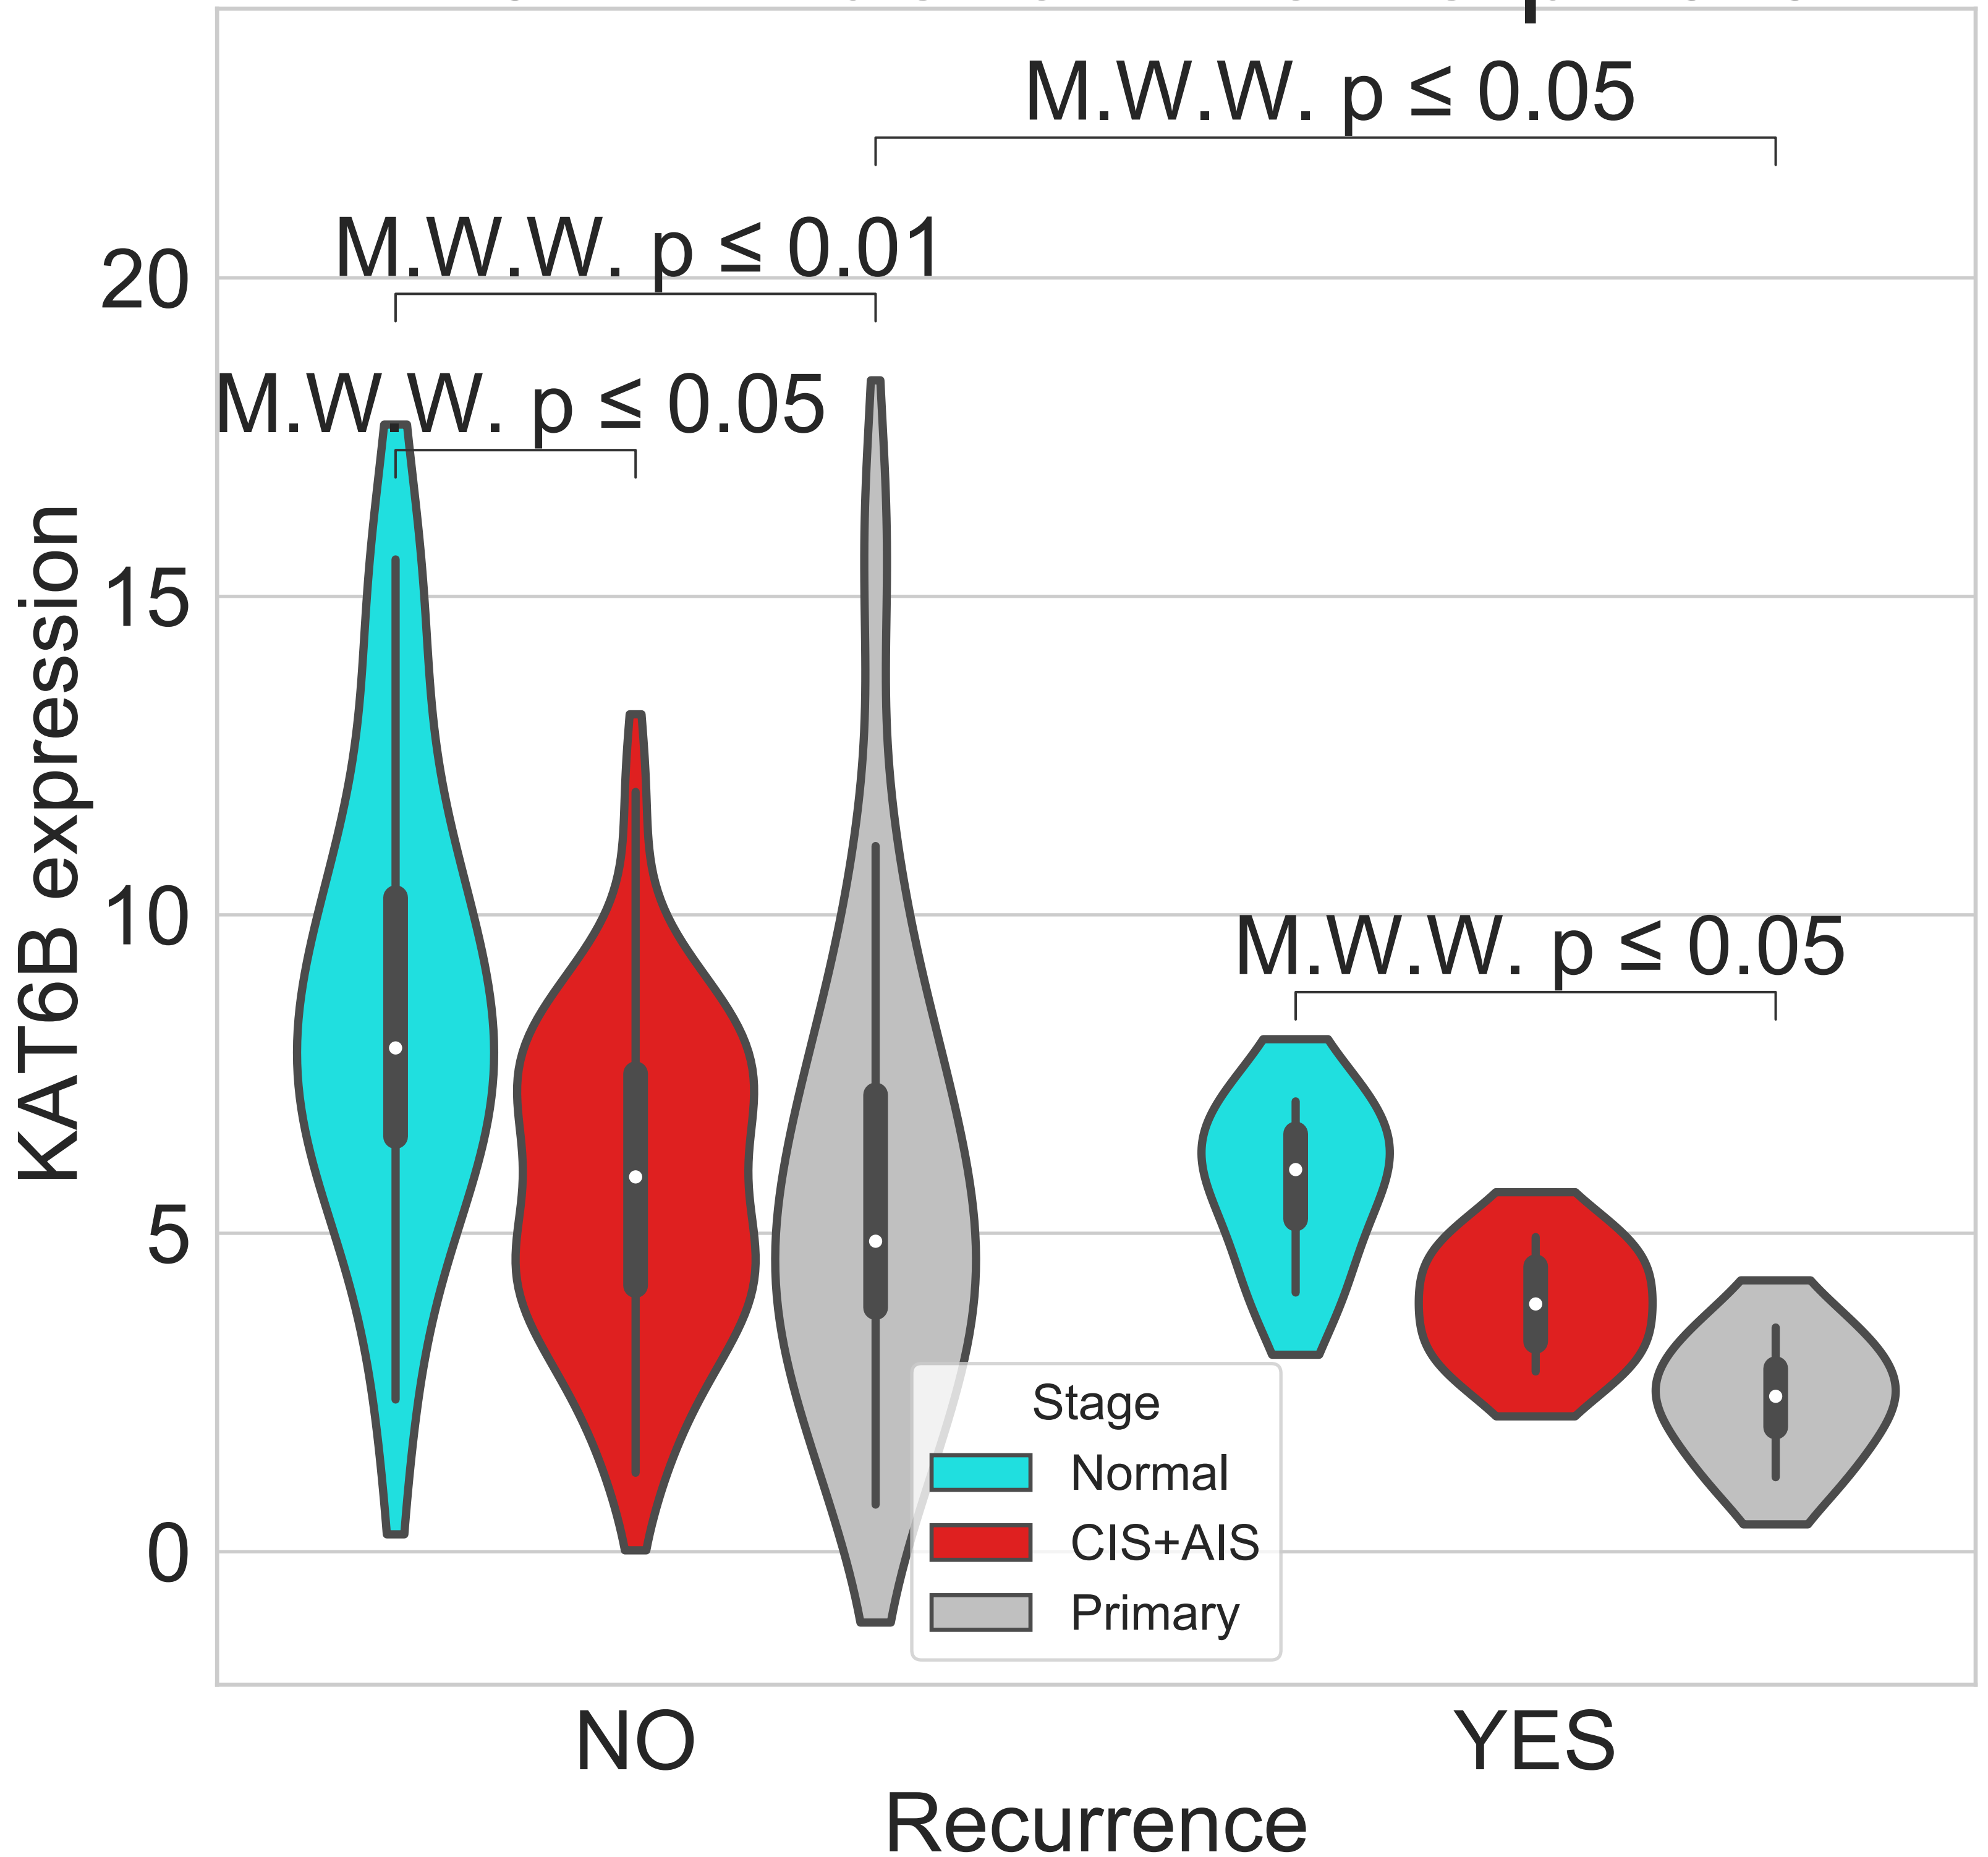 M.W.W. p ≤ 0.05
M.W.W. p ≤ 0.01
M.W.W. p ≤ 0.05
M.W.W. p ≤ 0.05
KAT6B expression
20
15
10
5
0
Stage
Normal
CIS+AIS
Primary
NO
YES
Recurrence